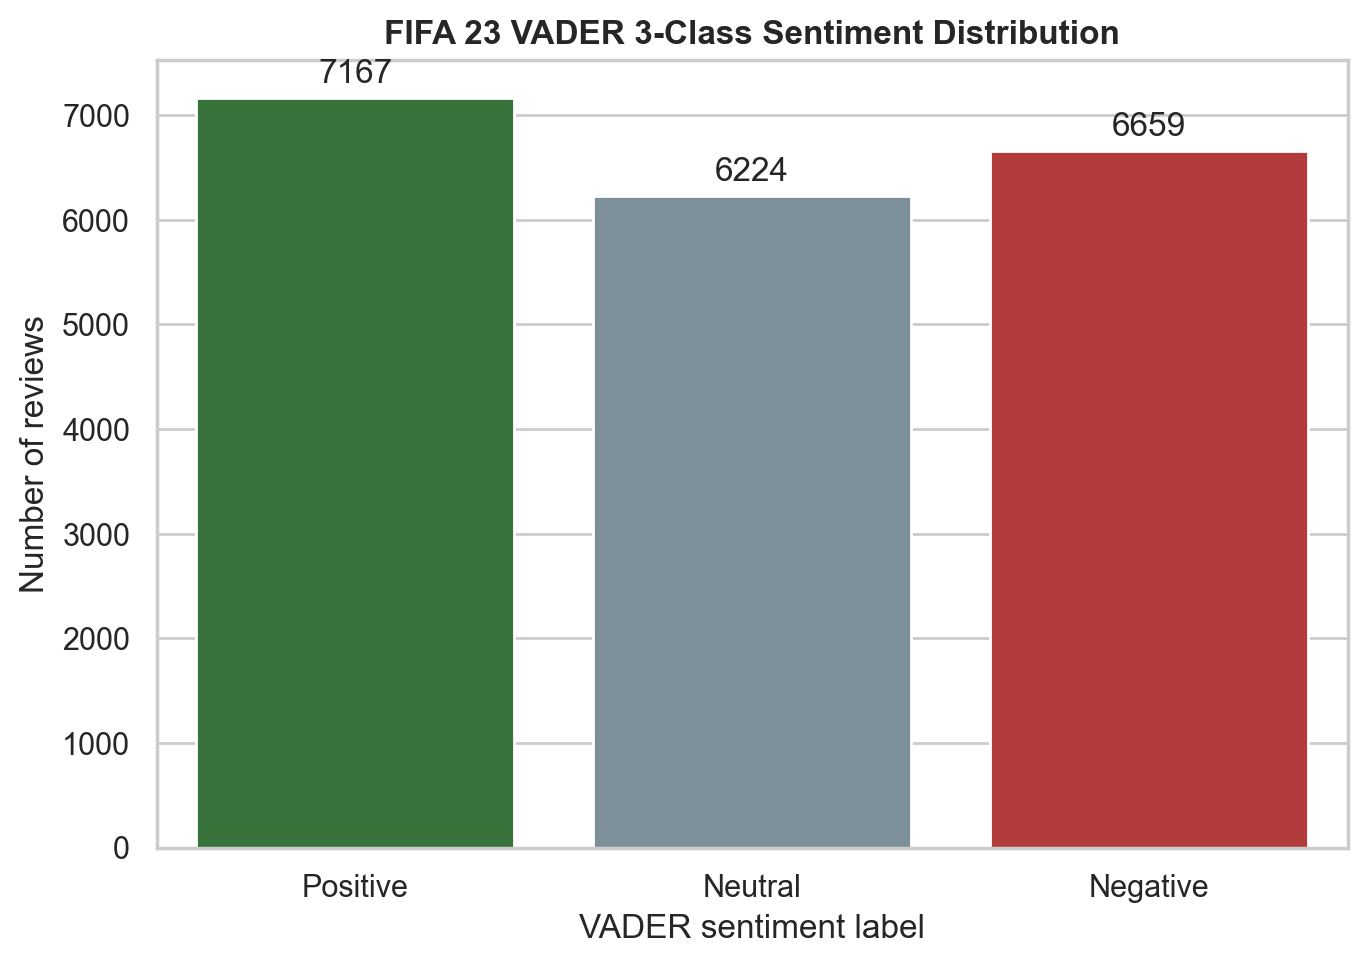 FIFA 23 VADER 3-Class Sentiment Distribution
7167
6224
6659
7000
6000
5000
4000
3000
2000
1000
0
Number of reviews
Positive
Neutral
Negative
VADER sentiment label